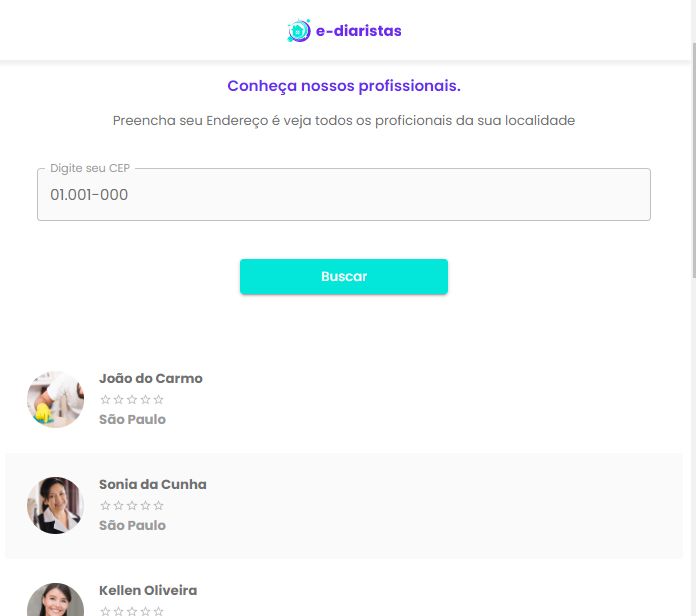 e-diaristas
Conheça nossos profissionais.
Preencha seu Endereço é veja todos os proficionais da sua localidade
Digite seu CEP
01.001-000
Buscar
João do Carmo
São Paulo
Sonia da Cunha
São Paulo
Kellen Oliveira